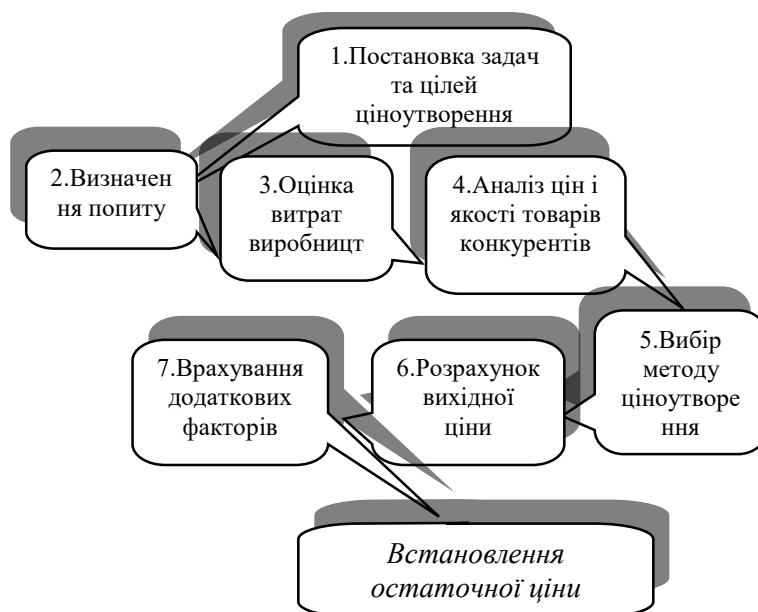 1.Постановка задач
та цілей
ціноутворення
2.Визначен
ня попиту
3.Оцінка
витрат
виробницт
4.Аналіз цін і
якості товарів
конкурентів
5.Вибір
методу
ціноутворе
ння
6.Розрахунок
вихідної
ціни
7.Врахування
додаткових
факторів
Встановлення
остаточної ціни